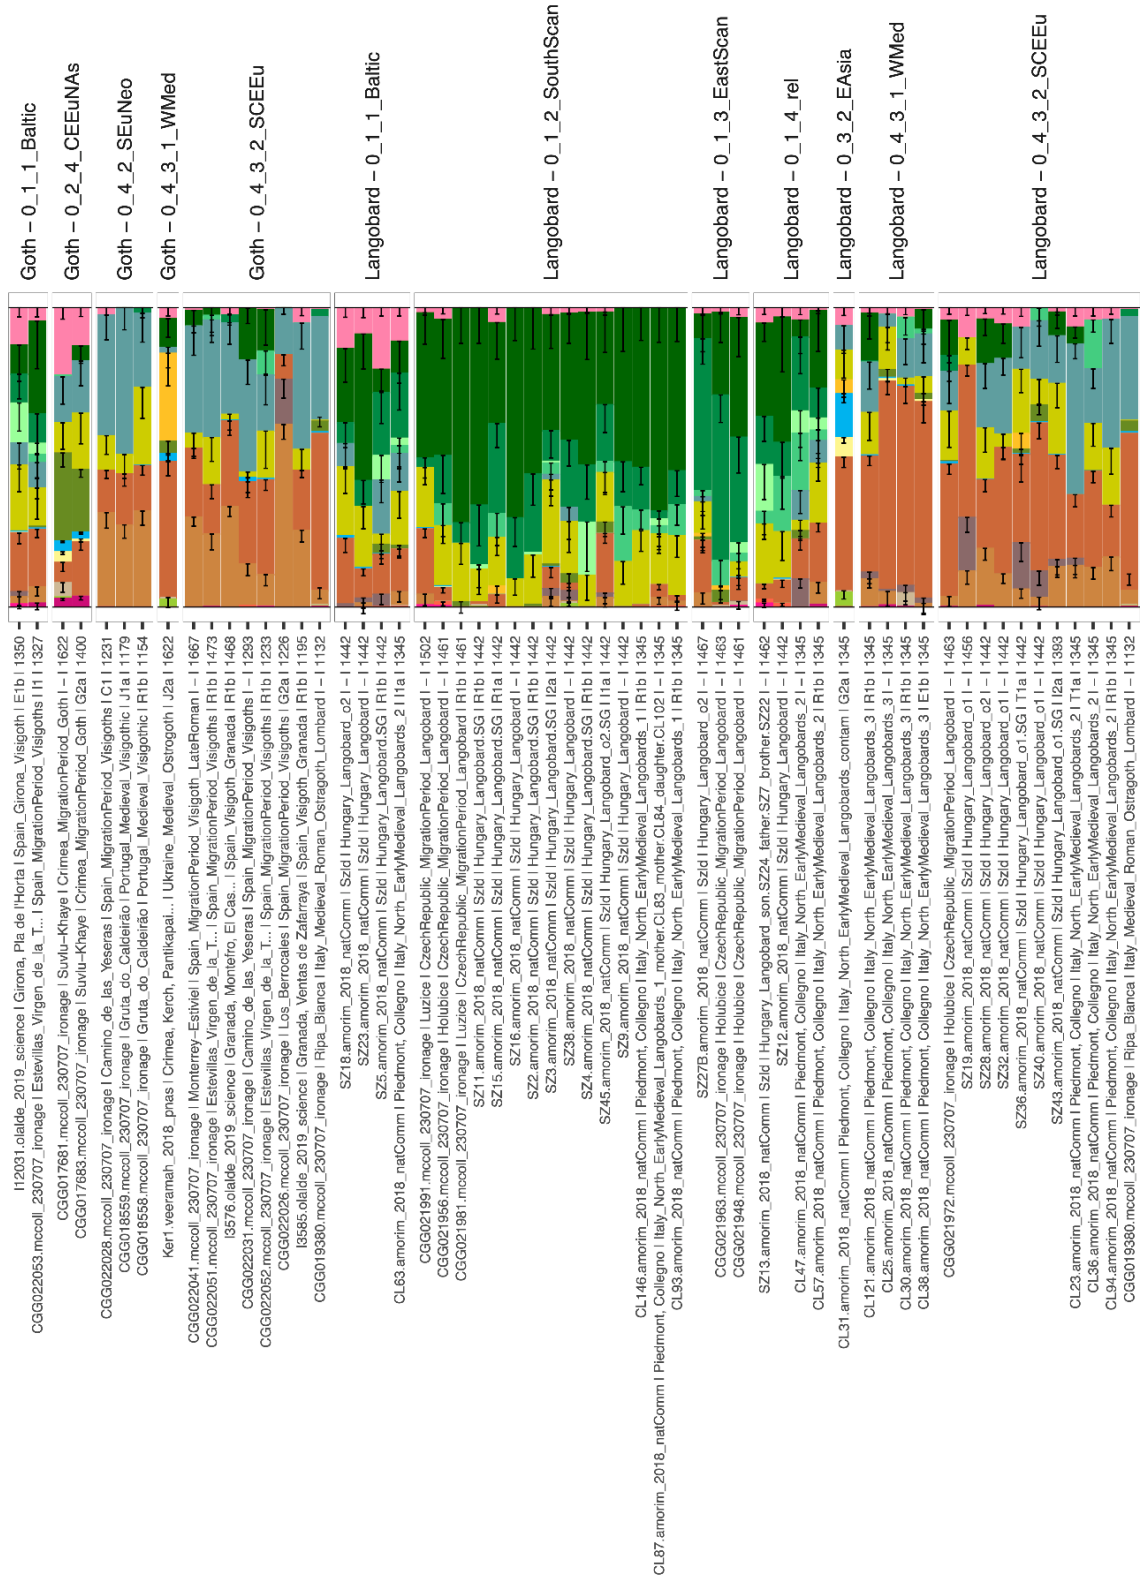 Goth – 0_1_1_Baltic
Goth – 0_2_4_CEEuNAs
Goth – 0_4_2_SEuNeo
Goth – 0_4_3_1_WMed
Goth – 0_4_3_2_SCEEu
Langobard – 0_1_1_Baltic
Langobard – 0_1_2_SouthScan
Langobard – 0_1_3_EastScan
Langobard – 0_1_4_rel
Langobard – 0_3_2_EAsia
Langobard – 0_4_3_1_WMed
Langobard – 0_4_3_2_SCEEu
I12031.olalde_2019_science | Girona, Pla de l'Horta | Spain_Girona_Visigoth | E1b | 1350
CGG022053.mccoll_230707_ironage | Estevillas_Virgen_de_la_T... | Spain_MigrationPeriod_Visigoths | I1 | 1327
CGG017681.mccoll_230707_ironage | Suvlu–Khaye | Crimea_MigrationPeriod_Goth | – | 1622
CGG017683.mccoll_230707_ironage | Suvlu–Khaye | Crimea_MigrationPeriod_Goth | G2a | 1400
CGG022028.mccoll_230707_ironage | Camino_de_las_Yeseras | Spain_MigrationPeriod_Visigoths | C1 | 1231
CGG018559.mccoll_230707_ironage | Gruta_do_Caldeirão | Portugal_Medieval_Visigothic | J1a | 1179
CGG018558.mccoll_230707_ironage | Gruta_do_Caldeirão | Portugal_Medieval_Visigothic | R1b | 1154
Ker1.veeramah_2018_pnas | Crimea, Kerch, Pantikapai... | Ukraine_Medieval_Ostrogoth | J2a | 1622
CGG022041.mccoll_230707_ironage | Monterrey–Estiviel | Spain_MigrationPeriod_Visigoth_LateRoman | – | 1667
CGG022051.mccoll_230707_ironage | Estevillas_Virgen_de_la_T... | Spain_MigrationPeriod_Visigoths | R1b | 1473
I3576.olalde_2019_science | Granada, Montefrio, El Cas... | Spain_Visigoth_Granada | R1b | 1468
CGG022031.mccoll_230707_ironage | Camino_de_las_Yeseras | Spain_MigrationPeriod_Visigoths | – | 1293
CGG022052.mccoll_230707_ironage | Estevillas_Virgen_de_la_T... | Spain_MigrationPeriod_Visigoths | R1b | 1233
CGG022026.mccoll_230707_ironage | Los_Berrocales | Spain_MigrationPeriod_Visigoths | G2a | 1226
I3585.olalde_2019_science | Granada, Ventas de Zafarraya | Spain_Visigoth_Granada | R1b | 1195
CGG019380.mccoll_230707_ironage | Ripa_Bianca | Italy_Medieval_Roman_Ostragoth_Lombard | – | 1132
SZ18.amorim_2018_natComm | Szld | Hungary_Langobard_o2 | – | 1442
SZ23.amorim_2018_natComm | Szld | Hungary_Langobard | – | 1442
SZ5.amorim_2018_natComm | Szld | Hungary_Langobard.SG | R1b | 1442
CL63.amorim_2018_natComm | Piedmont, Collegno | Italy_North_EarlyMedieval_Langobards_2 | I1a | 1345
CGG021991.mccoll_230707_ironage | Luzice | CzechRepublic_MigrationPeriod_Langobard | – | 1502
CGG021956.mccoll_230707_ironage | Holubice | CzechRepublic_MigrationPeriod_Langobard | – | 1461
CGG021981.mccoll_230707_ironage | Luzice | CzechRepublic_MigrationPeriod_Langobard | R1b | 1461
SZ11.amorim_2018_natComm | Szld | Hungary_Langobard.SG | R1b | 1442
SZ15.amorim_2018_natComm | Szld | Hungary_Langobard.SG | R1a | 1442
SZ16.amorim_2018_natComm | Szld | Hungary_Langobard | – | 1442
SZ22.amorim_2018_natComm | Szld | Hungary_Langobard.SG | R1b | 1442
SZ3.amorim_2018_natComm | Szld | Hungary_Langobard.SG | I2a | 1442
SZ38.amorim_2018_natComm | Szld | Hungary_Langobard | – | 1442
SZ4.amorim_2018_natComm | Szld | Hungary_Langobard.SG | R1b | 1442
SZ45.amorim_2018_natComm | Szld | Hungary_Langobard_o2.SG | I1a | 1442
SZ9.amorim_2018_natComm | Szld | Hungary_Langobard | – | 1442
CL146.amorim_2018_natComm | Piedmont, Collegno | Italy_North_EarlyMedieval_Langobards_1 | R1b | 1345
CL87.amorim_2018_natComm | Piedmont, Collegno | Italy_North_EarlyMedieval_Langobards_1_mother.CL83_mother.CL84_daughter.CL102 | – | 1345
CL93.amorim_2018_natComm | Piedmont, Collegno | Italy_North_EarlyMedieval_Langobards_1 | R1b | 1345
SZ27B.amorim_2018_natComm | Szld | Hungary_Langobard_o2 | – | 1467
CGG021963.mccoll_230707_ironage | Holubice | CzechRepublic_MigrationPeriod_Langobard | – | 1463
CGG021948.mccoll_230707_ironage | Holubice | CzechRepublic_MigrationPeriod_Langobard | – | 1461
SZ13.amorim_2018_natComm | Szld | Hungary_Langobard_son.SZ24_father.SZ7_brother.SZ22 | – | 1462
SZ12.amorim_2018_natComm | Szld | Hungary_Langobard | – | 1442
CL47.amorim_2018_natComm | Piedmont, Collegno | Italy_North_EarlyMedieval_Langobards_2 | – | 1345
CL57.amorim_2018_natComm | Piedmont, Collegno | Italy_North_EarlyMedieval_Langobards_2 | R1b | 1345
CL31.amorim_2018_natComm | Piedmont, Collegno | Italy_North_EarlyMedieval_Langobards_contam | G2a | 1345
CL121.amorim_2018_natComm | Piedmont, Collegno | Italy_North_EarlyMedieval_Langobards_3 | R1b | 1345
CL25.amorim_2018_natComm | Piedmont, Collegno | Italy_North_EarlyMedieval_Langobards_3 | – | 1345
CL30.amorim_2018_natComm | Piedmont, Collegno | Italy_North_EarlyMedieval_Langobards_3 | R1b | 1345
CL38.amorim_2018_natComm | Piedmont, Collegno | Italy_North_EarlyMedieval_Langobards_3 | E1b | 1345
CGG021972.mccoll_230707_ironage | Holubice | CzechRepublic_MigrationPeriod_Langobard | R1b | 1463
SZ19.amorim_2018_natComm | Szld | Hungary_Langobard_o1 | – | 1456
SZ28.amorim_2018_natComm | Szld | Hungary_Langobard_o2 | – | 1442
SZ32.amorim_2018_natComm | Szld | Hungary_Langobard_o1 | – | 1442
SZ36.amorim_2018_natComm | Szld | Hungary_Langobard_o1.SG | T1a | 1442
SZ40.amorim_2018_natComm | Szld | Hungary_Langobard_o1 | – | 1442
SZ43.amorim_2018_natComm | Szld | Hungary_Langobard_o1.SG | I2a | 1393
CL23.amorim_2018_natComm | Piedmont, Collegno | Italy_North_EarlyMedieval_Langobards_2 | T1a | 1345
CL36.amorim_2018_natComm | Piedmont, Collegno | Italy_North_EarlyMedieval_Langobards_2 | – | 1345
CL94.amorim_2018_natComm | Piedmont, Collegno | Italy_North_EarlyMedieval_Langobards_2 | R1b | 1345
CGG019380.mccoll_230707_ironage | Ripa_Bianca | Italy_Medieval_Roman_Ostragoth_Lombard | – | 1132